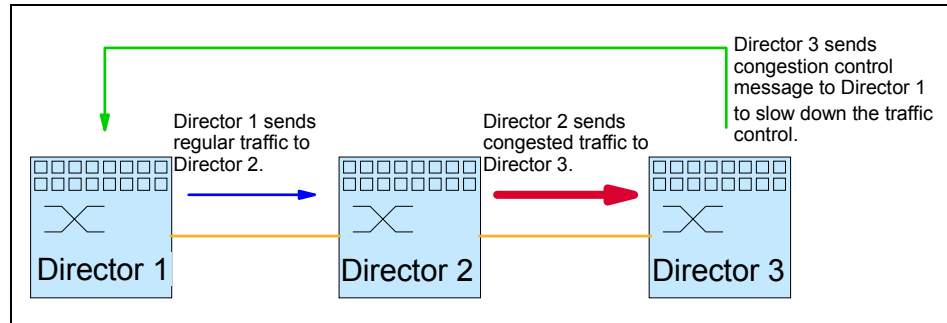 Director 3 sends
congestion control
message to Director 1
to slow down the traffic
control.
Director 1 sends
regular traffic to
Director 2.
Director 2 sends
congested traffic to
Director 3.
Director 1
Director 2
Director 3